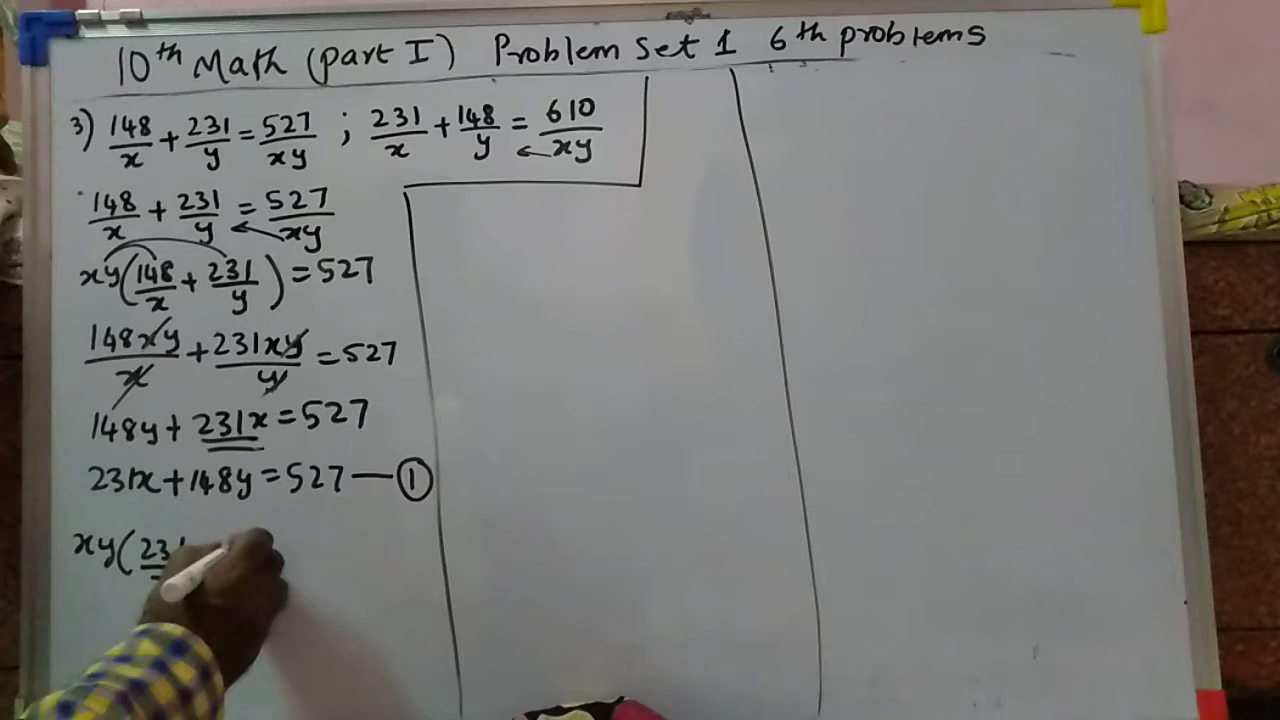 10th Math (part I) Problem set 1 6th problems
3) 148/x + 231/y = 527/xy ; 231/x + 148/y = 610/xy
148/x + 231/y = 527/xy
xy(148/x + 231/y) = 527
148xy/x + 231xy/y = 527
148y + 231x = 527
231x + 148y = 527 — ①
xy(231